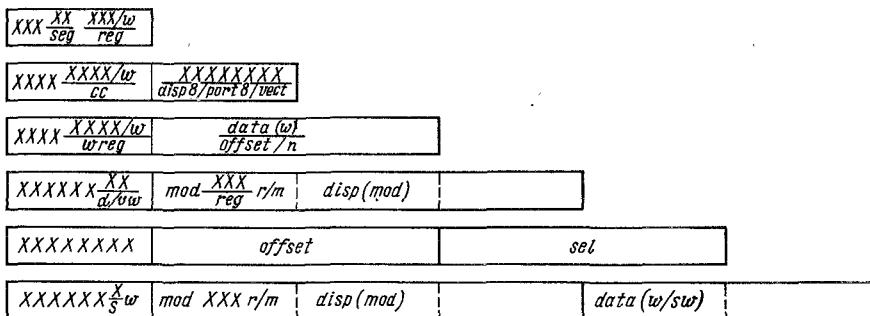 XXX XX/seg XXX/w/reg
XXXX XXXX/w/cc XXXXXXXX/disp8/port8/vect
XXXX XXXX/w/wreg data(w)/offset/n
XXXXXX XX/d/vw mod XXX/reg r/m disp(mod)
XXXXXXXX offset sel
XXXXXX X/s w mod XXX r/m disp(mod) data(w/sw)